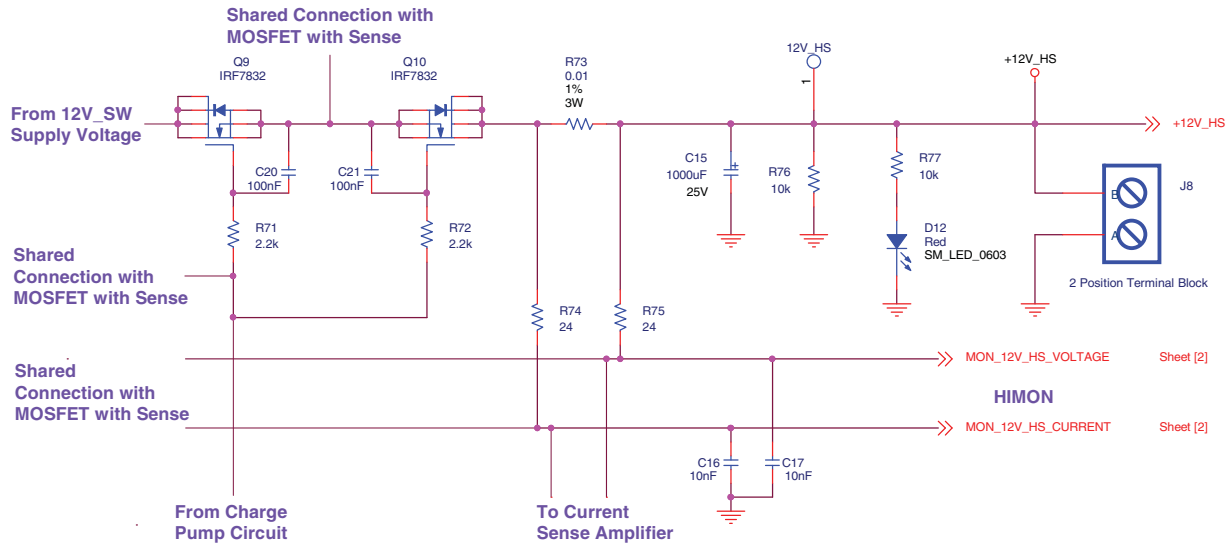 Shared Connection with
MOSFET with Sense
Q9
IRF7832
Q10
IRF7832
R73
0.01
1%
3W
12V_HS
1
+12V_HS
From 12V_SW
Supply Voltage
+12V_HS
C20
100nF
C21
100nF
C15
1000uF
25V
R76
10k
R77
10k
J8
B
A
R71
2.2k
R72
2.2k
D12
Red
SM_LED_0603
2 Position Terminal Block
Shared
Connection with
MOSFET with Sense
R74
24
R75
24
MON_12V_HS_VOLTAGE
Sheet [2]
Shared
Connection with
MOSFET with Sense
HIMON
MON_12V_HS_CURRENT
Sheet [2]
C16
10nF
C17
10nF
From Charge
Pump Circuit
To Current
Sense Amplifier